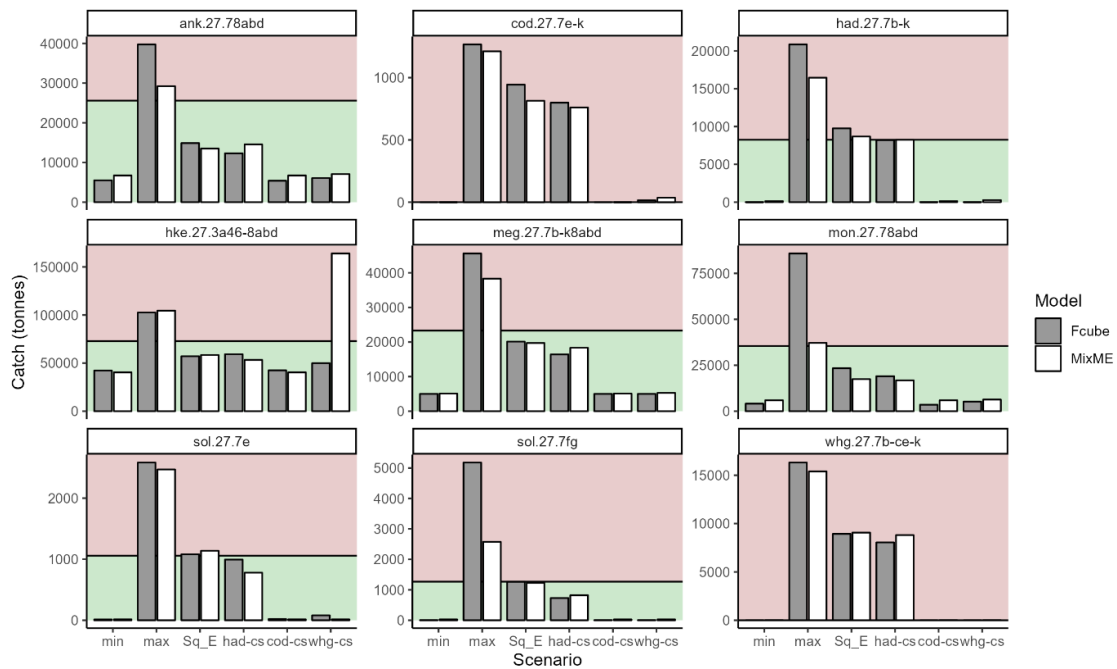 ank.27.78abd
cod.27.7e-k
had.27.7b-k
40000
30000
20000
10000
0
1000
500
0
20000
15000
10000
5000
0
hke.27.3a46-8abd
meg.27.7b-k8abd
mon.27.78abd
150000
100000
50000
0
40000
30000
20000
10000
0
75000
50000
25000
0
sol.27.7e
sol.27.7fg
whg.27.7b-ce-k
2000
1000
0
5000
4000
3000
2000
1000
0
15000
10000
5000
0
min max Sq_E had-cs cod-cs whg-cs
min max Sq_E had-cs cod-cs whg-cs
min max Sq_E had-cs cod-cs whg-cs
Scenario
Catch (tonnes)
Model
Fcube
MixME